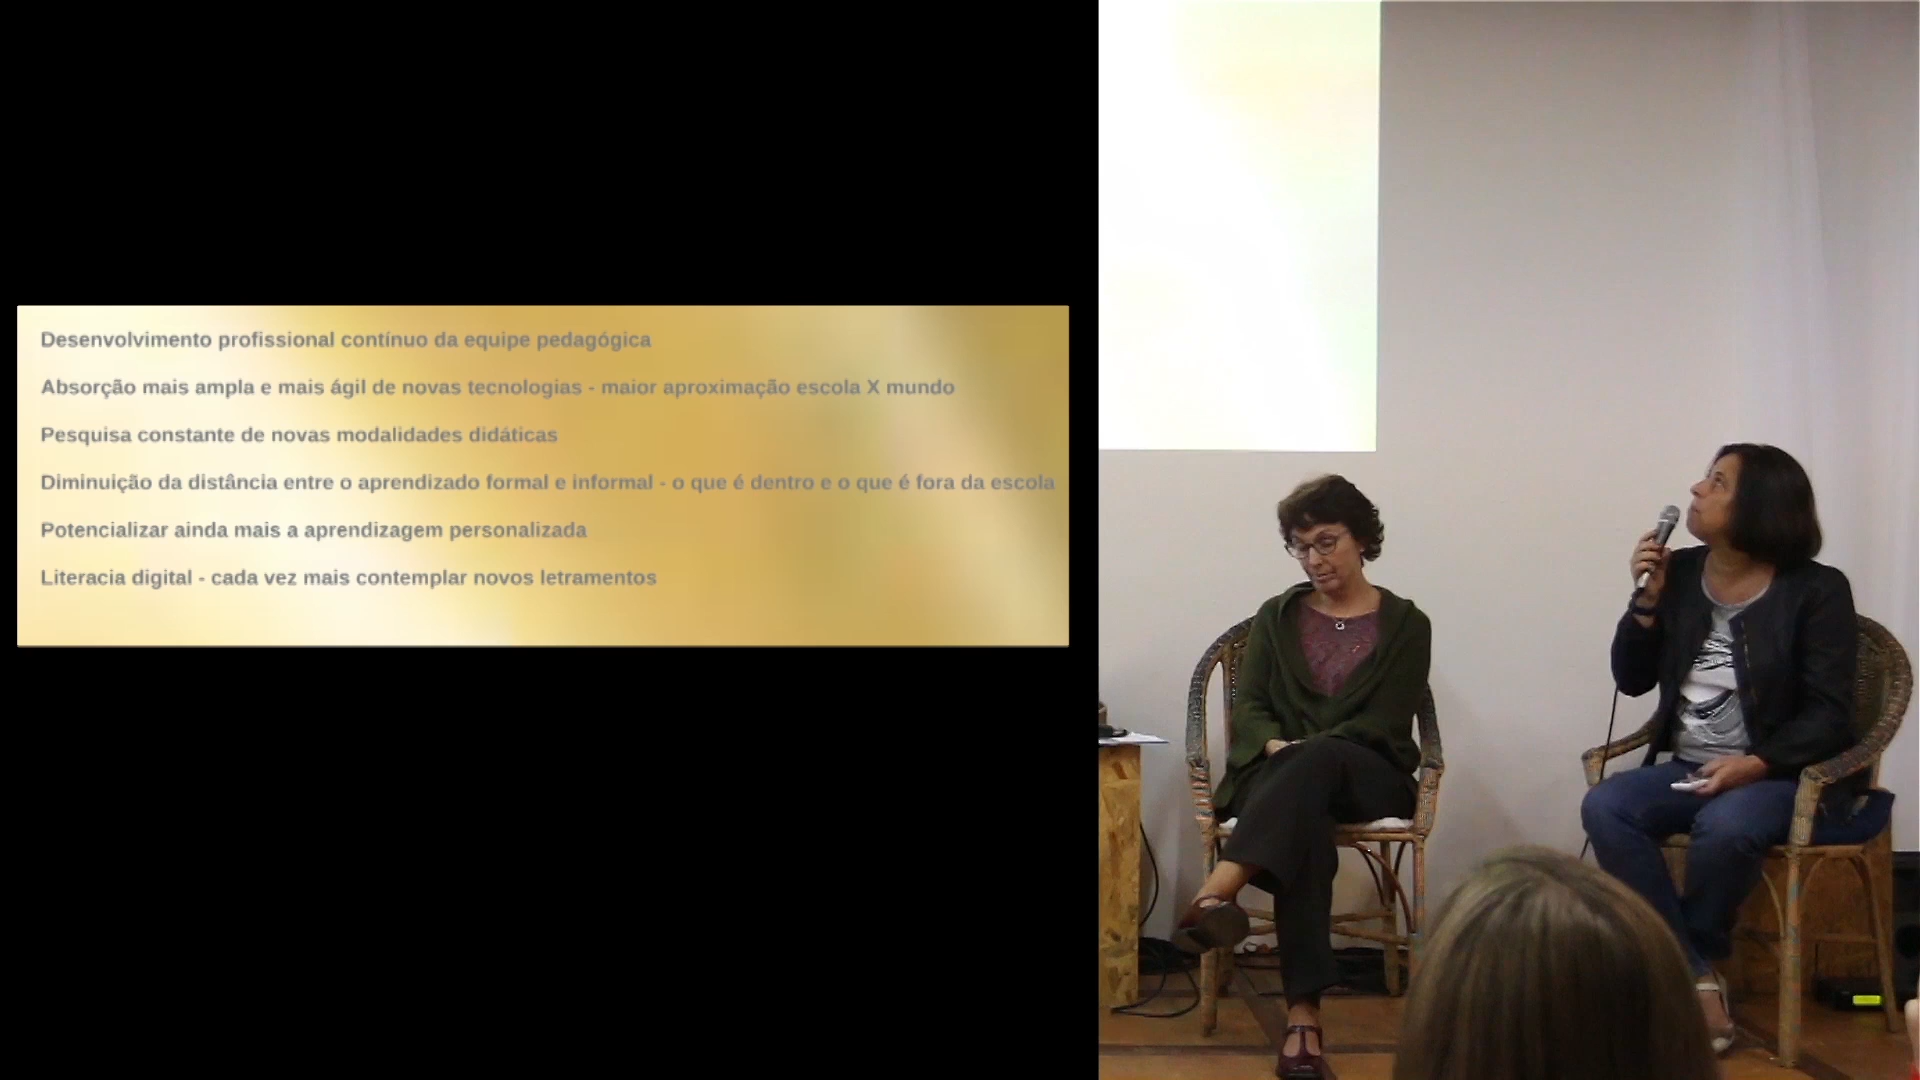 Desenvolvimento profissional contínuo da equipe pedagógica
Absorção mais ampla e mais ágil de novas tecnologias - maior aproximação escola X mundo
Pesquisa constante de novas modalidades didáticas
Diminuição da distância entre o aprendizado formal e informal - o que é dentro e o que é fora da escola
Potencializar ainda mais a aprendizagem personalizada
Literacia digital - cada vez mais contemplar novos letramentos